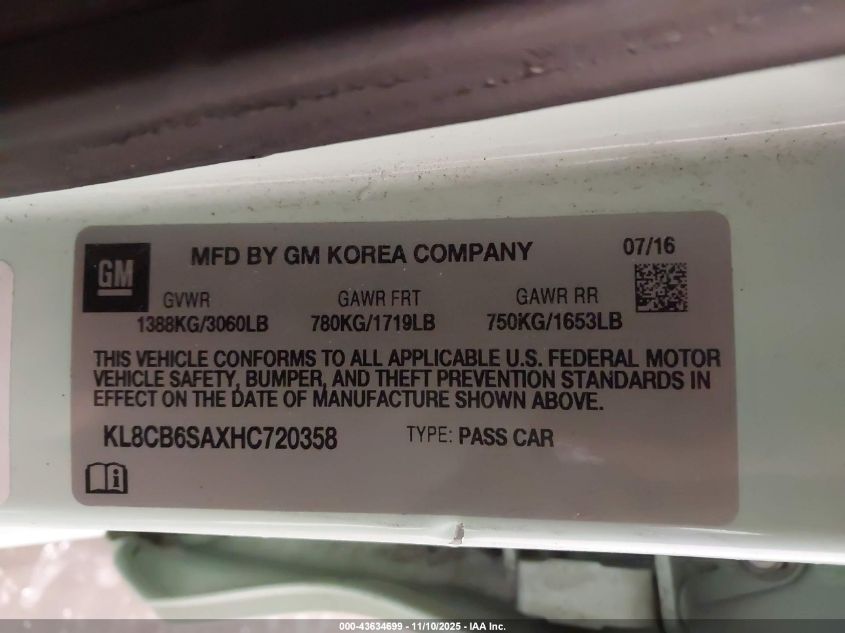 GM
MFD BY GM KOREA COMPANY 07/16
GVWR GAWR FRT GAWR RR
1388KG/3060LB 780KG/1719LB 750KG/1653LB
THIS VEHICLE CONFORMS TO ALL APPLICABLE U.S. FEDERAL MOTOR
VEHICLE SAFETY, BUMPER, AND THEFT PREVENTION STANDARDS IN
EFFECT ON THE DATE OF MANUFACTURE SHOWN ABOVE.
KL8CB6SAXHC720358 TYPE: PASS CAR
i
000-43634699 - 11/10/2025 - IAA Inc.